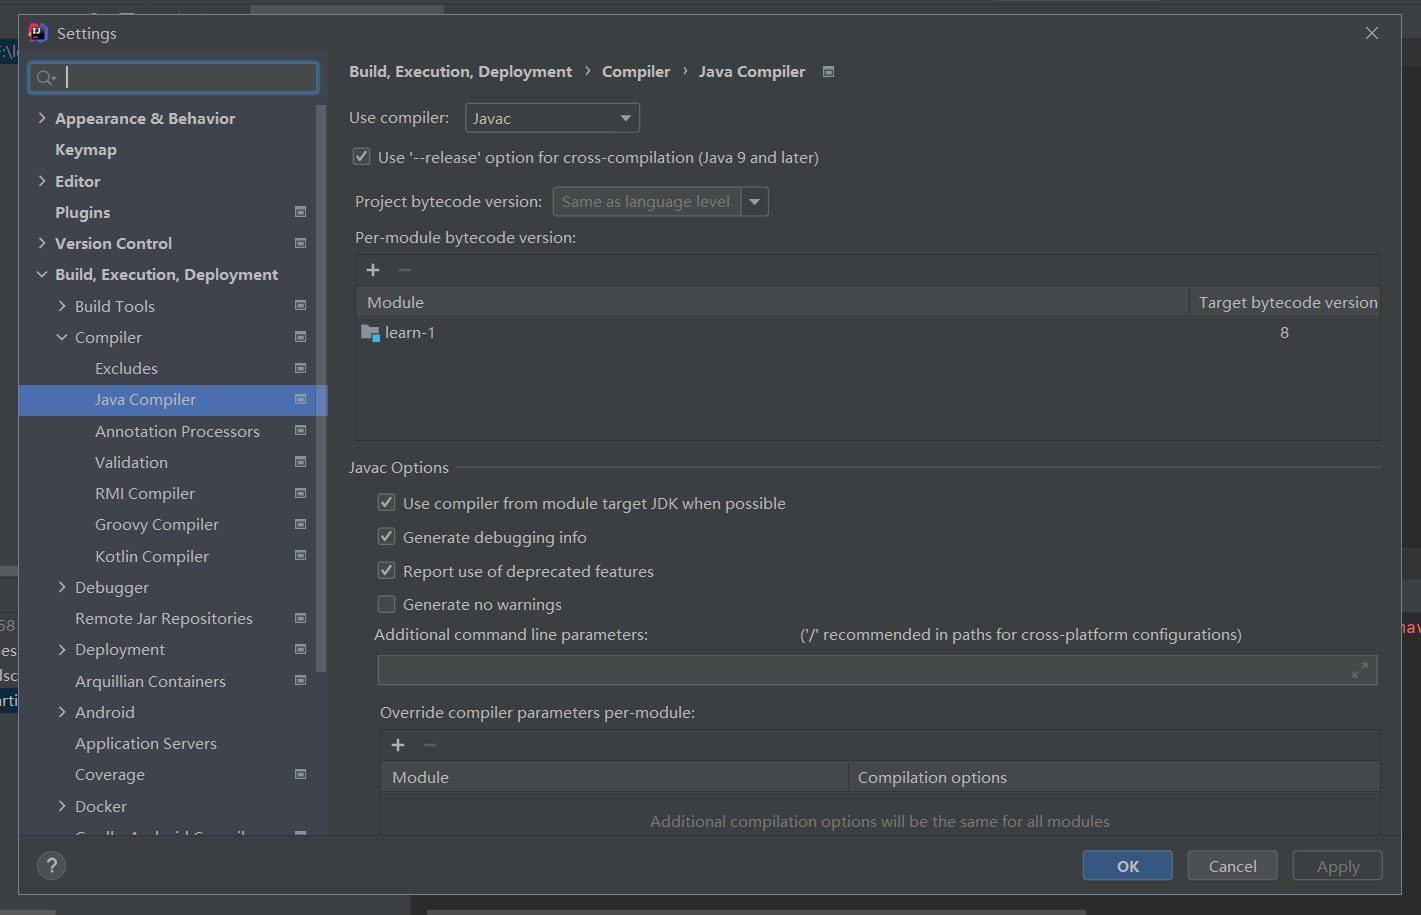 Settings
Build, Execution, Deployment › Compiler › Java Compiler
Appearance & Behavior
Keymap
Editor
Plugins
Version Control
Build, Execution, Deployment
Build Tools
Compiler
Excludes
Java Compiler
Annotation Processors
Validation
RMI Compiler
Groovy Compiler
Kotlin Compiler
Debugger
Remote Jar Repositories
Deployment
Arquillian Containers
Android
Application Servers
Coverage
Docker
Use compiler: Javac
Use '--release' option for cross-compilation (Java 9 and later)
Project bytecode version: Same as language level
Per-module bytecode version:
Module Target bytecode version
learn-1 8
Javac Options
Use compiler from module target JDK when possible
Generate debugging info
Report use of deprecated features
Generate no warnings
Additional command line parameters: ('/' recommended in paths for cross-platform configurations)
Override compiler parameters per-module:
Module Compilation options
Additional compilation options will be the same for all modules
? OK Cancel Apply